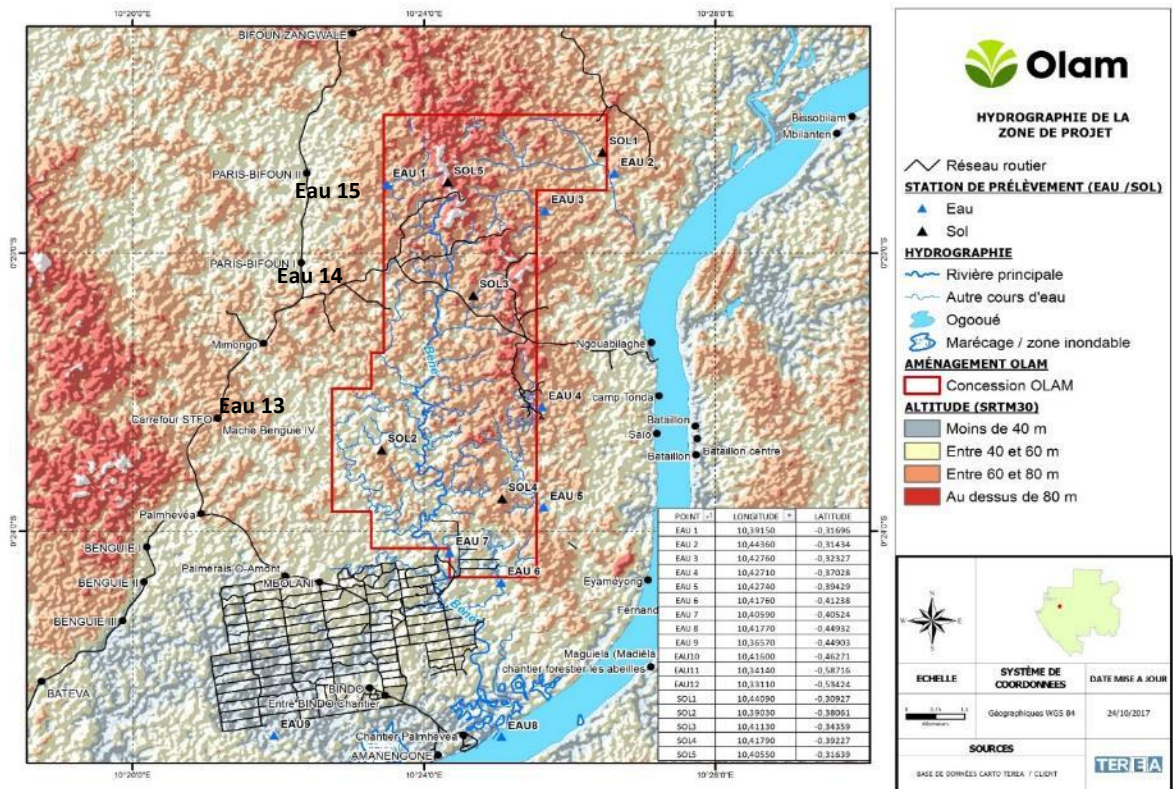 10°20'0"E
10°24'0"E
10°28'0"E
BIFOUN ZANGWALE
Bissobilam
Mbilanten
SOL1
EAU 2
PARIS-BIFOUN II
EAU 1
SOL5
Eau 15
EAU 3
PARIS-BIFOUN I
Eau 14
SOL3
Mimongo
Ngouabilaghe
Bene
camp Tonda
EAU 4
Eau 13
Carrefour STFO
Mache Benguie IV
Bataillon
Saïo
Bataillon centre
Bataillon
SOL2
SOL4
EAU 5
Palmhévéa
BENGUIE I
EAU 7
Palmerais O-Amont
MBOLANI
EAU 6
BENGUIE II
Eyameyong
Bene
Fernand
BENGUIE III
Maguiela (Madiéla
chantier forestier les abeilles
BATEVA
BINDO
Entre BINDO Chantier
EAU9
Chantier Palmhévéa
EAU8
AMANENGONE
10°20'0"E
10°24'0"E
10°28'0"E
POINT LONGITUDE LATITUDE
EAU 1 10,39150 -0,31696
EAU 2 10,44360 -0,31434
EAU 3 10,42760 -0,32327
EAU 4 10,42710 -0,37028
EAU 5 10,42740 -0,39429
EAU 6 10,41760 -0,41238
EAU 7 10,40590 -0,40524
EAU 8 10,41770 -0,44932
EAU 9 10,36570 -0,44903
EAU10 10,41600 -0,46271
EAU11 10,34140 -0,58716
EAU12 10,33110
SOL1 10,44090 -0,30927
SOL2 10,39030 -0,38061
SOL3 10,41130 -0,34359
SOL4 10,41790 -0,39227
SOL5 10,40550 -0,31639
Olam
HYDROGRAPHIE DE LA
ZONE DE PROJET
Réseau routier
STATION DE PRÉLÈVEMENT (EAU /SOL)
Eau
Sol
HYDROGRAPHIE
Rivière principale
Autre cours d'eau
Ogooué
Marécage / zone inondable
AMÉNAGEMENT OLAM
Concession OLAM
ALTITUDE (SRTM30)
Moins de 40 m
Entre 40 et 60 m
Entre 60 et 80 m
Au dessus de 80 m
N
W E
S
ECHELLE
SYSTÈME DE
COORDONNEES
DATE MISE A JOUR
Kilomètres
Géographiques WGS 84
24/10/2017
SOURCES
BASE DE DONNÉES CARTO TEREA / CLIENT
TEREA